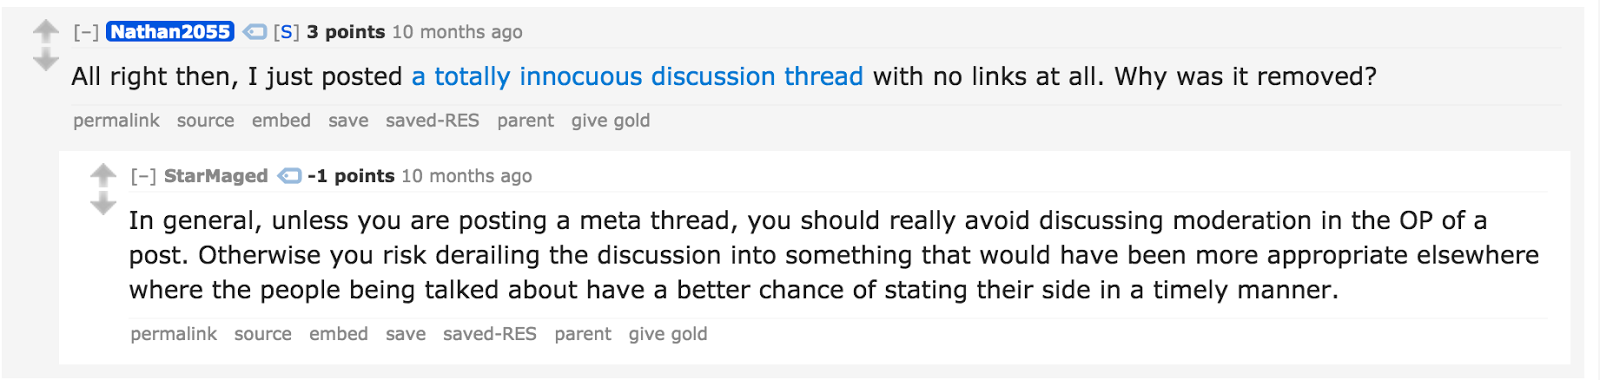 [–] Nathan2055 [S] 3 points 10 months ago
All right then, I just posted a totally innocuous discussion thread with no links at all. Why was it removed?
permalink source embed save saved-RES parent give gold
[–] StarMaged -1 points 10 months ago
In general, unless you are posting a meta thread, you should really avoid discussing moderation in the OP of a
post. Otherwise you risk derailing the discussion into something that would have been more appropriate elsewhere
where the people being talked about have a better chance of stating their side in a timely manner.
permalink source embed save saved-RES parent give gold